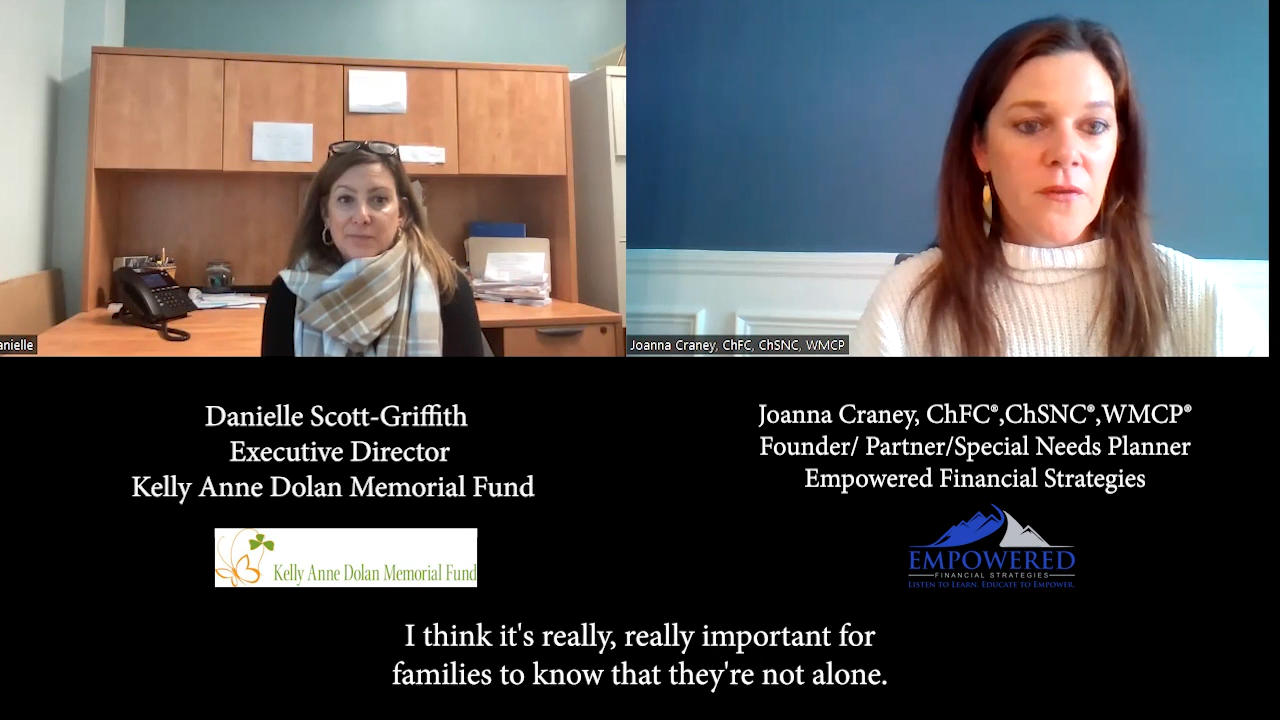 anielle
Joanna Craney, ChFC, ChSNC, WMCP
Danielle Scott-Griffith
Executive Director
Kelly Anne Dolan Memorial Fund
Kelly Anne Dolan Memorial Fund
Joanna Craney, ChFC®,ChSNC®,WMCP®
Founder/ Partner/Special Needs Planner
Empowered Financial Strategies
EMPOWERED
FINANCIAL STRATEGIES
LISTEN TO LEARN. EDUCATE TO EMPOWER.
I think it's really, really important for
families to know that they're not alone.